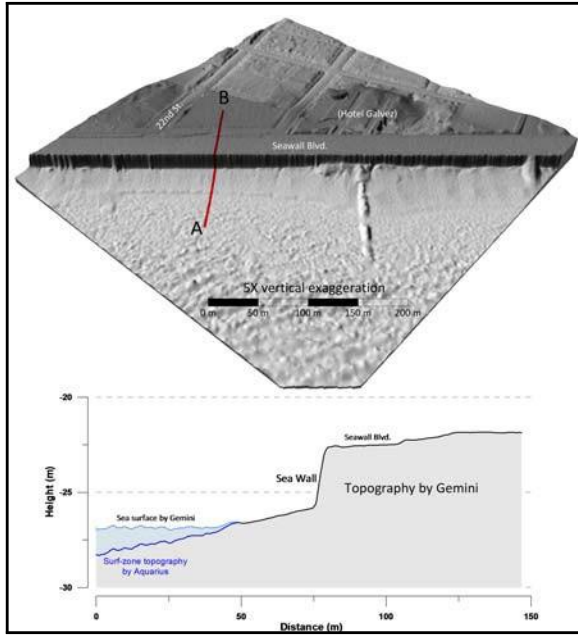 22nd St.
B
(Hotel Galvez)
Seawall Blvd.
A
5X vertical exaggeration
0 m 50 m 100 m 150 m 200 m
-20
Seawall Blvd.
Sea Wall
Topography by Gemini
Height (m)
-25
Sea surface by Gemini
Surf-zone topography
by Aquarius
-30
0 50 100 150
Distance (m)